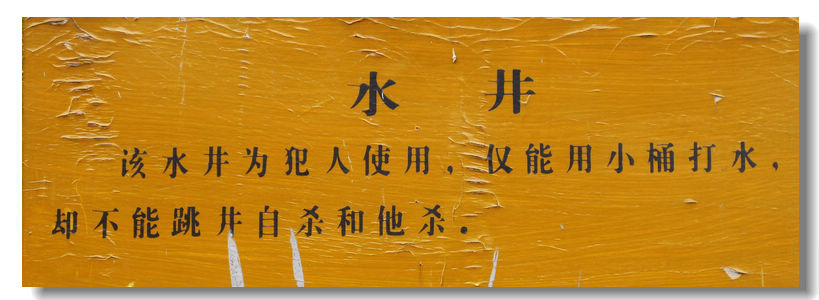 水 井
该水井为犯人使用，仅能用小桶打水，
却不能跳井自杀和他杀。